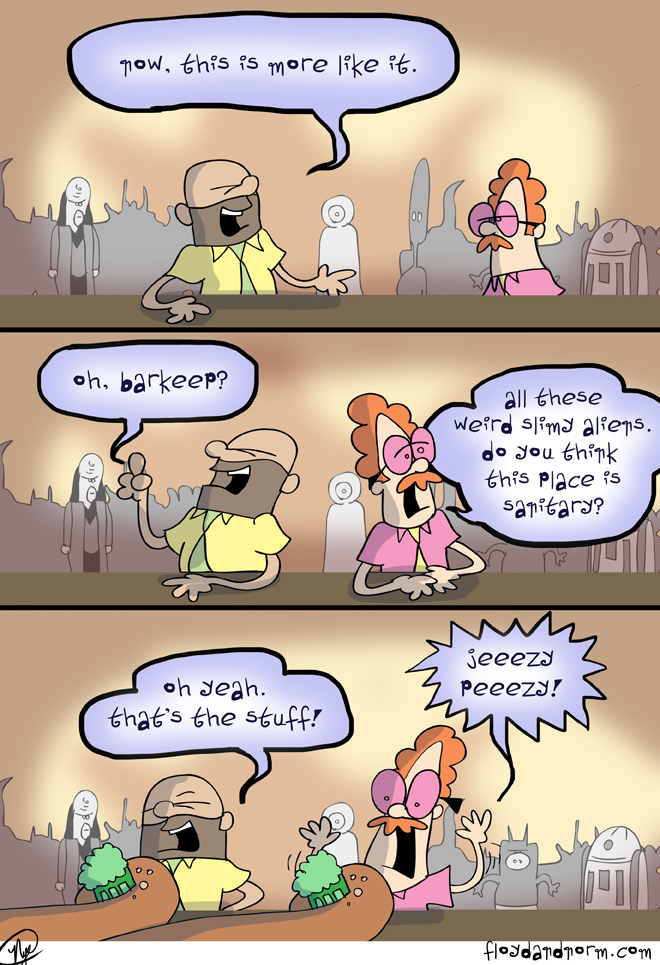 now, this is more like it.
oh, barkeep?
all these
weird slimy aliens.
do you think
this place is
sanitary?
oh yeah.
that's the stuff!
jeeezy
peeezy!
floydandnorm.com